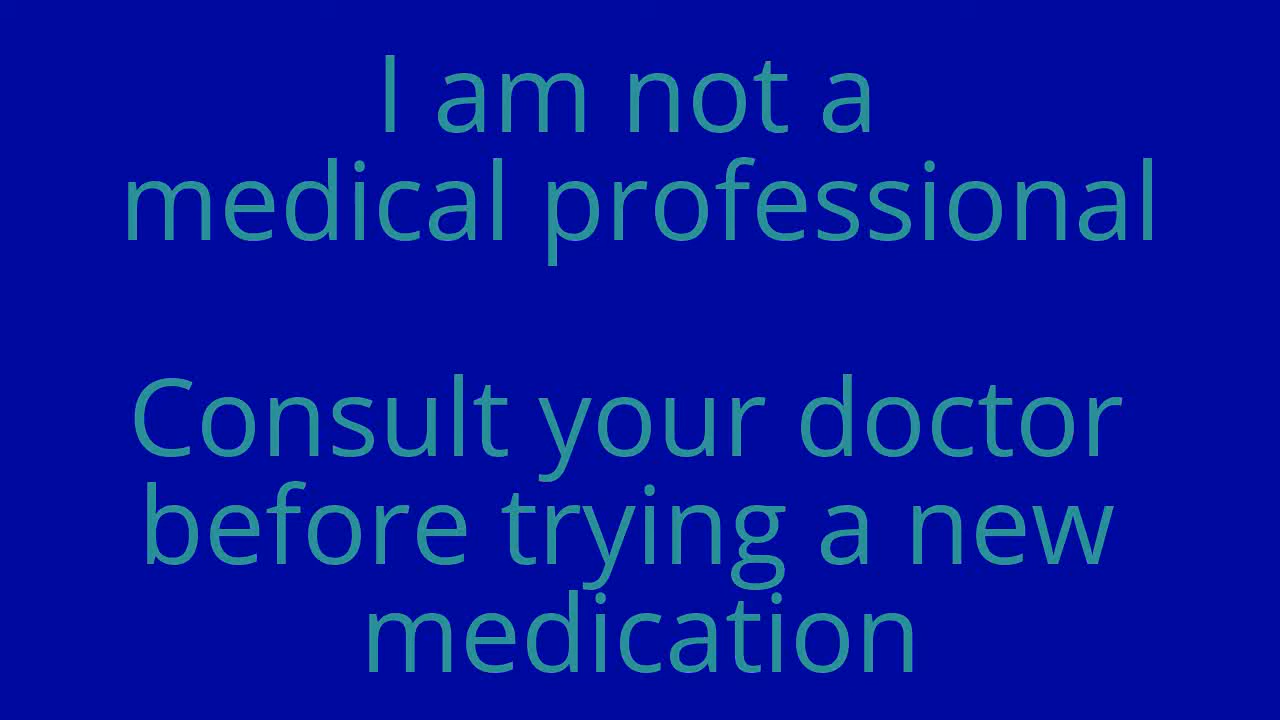 I am not a
medical professional
Consult your doctor
before trying a new
medication